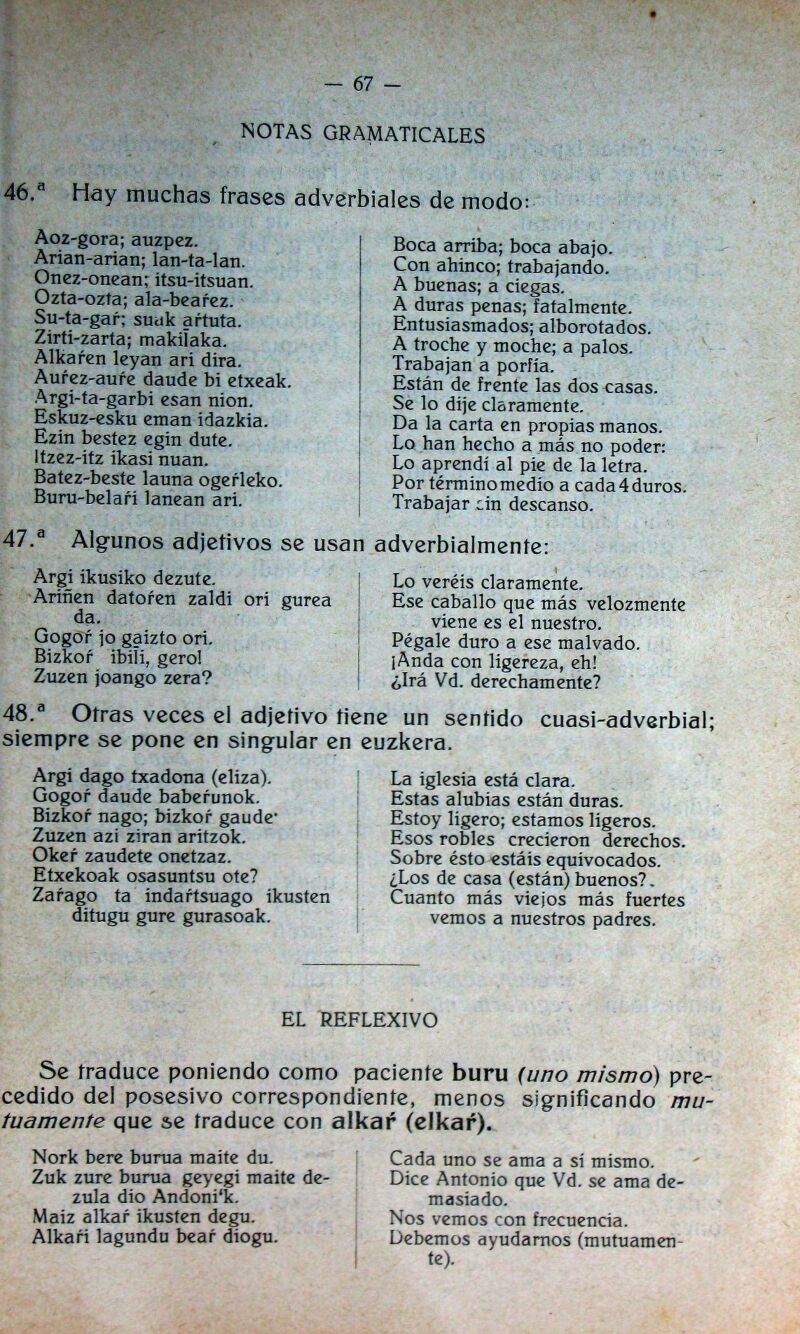 — 67 —
NOTAS GRAMATICALES
46.ª Hay muchas frases adverbiales de modo:
Aoz-gora; auzpez.
Arian-arian; lan-ta-lan.
Onez-onean; itsu-itsuan.
Ozta-ozta; ala-beaŕez.
Su-ta-gaŕ; suak aŕtuta.
Zirti-zarta; makilaka.
Alkaŕen leyan ari dira.
Auŕez-auŕe daude bi etxeak.
Argi-ta-garbi esan nion.
Eskuz-esku eman idazkia.
Ezin bestez egin dute.
Itzez-itz ikasi nuan.
Batez-beste launa ogeŕleko.
Buru-belaŕi lanean ari.
Boca arriba; boca abajo.
Con ahinco; trabajando.
A buenas; a ciegas.
A duras penas; fatalmente.
Entusiasmados; alborotados.
A troche y moche; a palos.
Trabajan a porfía.
Están de frente las dos casas.
Se lo dije claramente.
Da la carta en propias manos.
Lo han hecho a más no poder:
Lo aprendí al pie de la letra.
Por término medio a cada 4 duros.
Trabajar sin descanso.
47.ª Algunos adjetivos se usan adverbialmente:
Argi ikusiko dezute.
Ariñen datoŕen zaldi ori gurea
da.
Gogoŕ jo gaizto ori.
Bizkoŕ ibili, gero!
Zuzen joango zera?
Lo veréis claramente.
Ese caballo que más velozmente
viene es el nuestro.
Pégale duro a ese malvado.
¡Anda con ligereza, eh!
¿Irá Vd. derechamente?
48.ª Otras veces el adjetivo tiene un sentido cuasi-adverbial;
siempre se pone en singular en euzkera.
Argi dago txadona (eliza).
Gogoŕ daude babeŕunok.
Bizkoŕ nago; bizkoŕ gaude·
Zuzen azi ziran aritzok.
Okeŕ zaudete onetzaz.
Etxekoak osasuntsu ote?
Zaŕago ta indaŕtsuago ikusten
ditugu gure gurasoak.
La iglesia está clara.
Estas alubias están duras.
Estoy ligero; estamos ligeros.
Esos robles crecieron derechos.
Sobre ésto estáis equivocados.
¿Los de casa (están) buenos?.
Cuanto más viejos más fuertes
vemos a nuestros padres.
EL REFLEXIVO
Se traduce poniendo como paciente buru (uno mismo) pre-
cedido del posesivo correspondiente, menos significando mu-
tuamente que se traduce con alkaŕ (elkaŕ).
Nork bere burua maite du.
Zuk zure burua geyegi maite de-
zula dio Andoni‘k.
Maiz alkaŕ ikusten degu.
Alkaŕi lagundu beaŕ diogu.
Cada uno se ama a sí mismo.
Dice Antonio que Vd. se ama de-
masiado.
Nos vemos con frecuencia.
Debemos ayudarnos (mutuamen-
te).